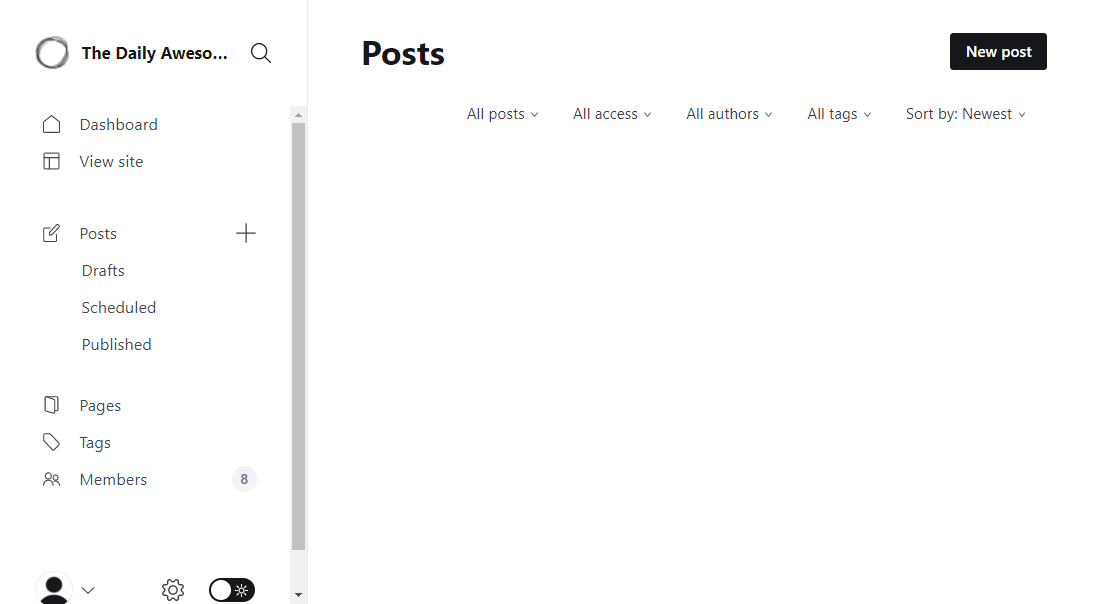 The Daily Aweso...
Dashboard
View site
Posts
Drafts
Scheduled
Published
Pages
Tags
Members 8
Posts
New post
All posts All access All authors All tags Sort by: Newest